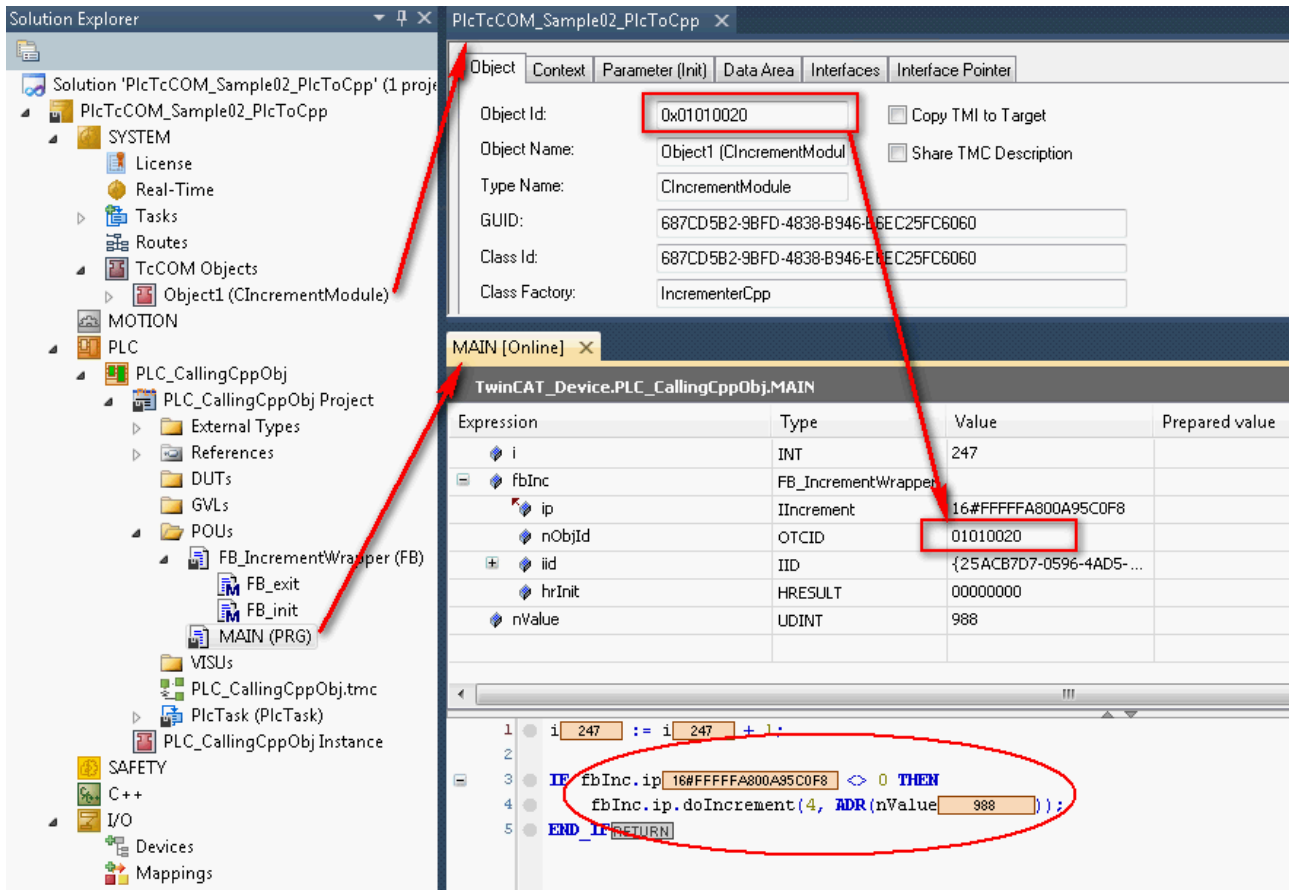 Solution Explorer
Solution 'PlcTcCOM_Sample02_PlcToCpp' (1 proje
PlcTcCOM_Sample02_PlcToCpp
SYSTEM
License
Real-Time
Tasks
Routes
TcCOM Objects
Object1 (CIncrementModule)
MOTION
PLC
PLC_CallingCppObj
PLC_CallingCppObj Project
External Types
References
DUTs
GVLs
POUs
FB_IncrementWrapper (FB)
FB_exit
FB_init
MAIN (PRG)
VISUs
PLC_CallingCppObj.tmc
PlcTask (PlcTask)
PLC_CallingCppObj Instance
SAFETY
C++
I/O
Devices
Mappings
PlcTcCOM_Sample02_PlcToCpp
Object Context Parameter (Init) Data Area Interfaces Interface Pointer
Object Id: 0x01010020 Copy TMI to Target
Object Name: Object1 (CIncrementModul Share TMC Description
Type Name: CIncrementModule
GUID: 687CD5B2-9BFD-4838-B946-E6EC25FC6060
Class Id: 687CD5B2-9BFD-4838-B946-E6EC25FC6060
Class Factory: IncrementerCpp
MAIN [Online]
TwinCAT_Device.PLC_CallingCppObj.MAIN
Expression Type Value Prepared value
i INT 247
fbInc FB_IncrementWrapper
ip IIncrement 16#FFFFFA800A95C0F8
nObjId OTCID 01010020
iid IID {25ACB7D7-0596-4AD5-...
hrInit HRESULT 00000000
nValue UDINT 988
1 i 247 := i 247 + 1;
2
3 IF fbInc.ip 16#FFFFFA800A95C0F8 <> 0 THEN
4 fbInc.ip.doIncrement(4, ADR(nValue 988 ));
5 END_IF RETURN